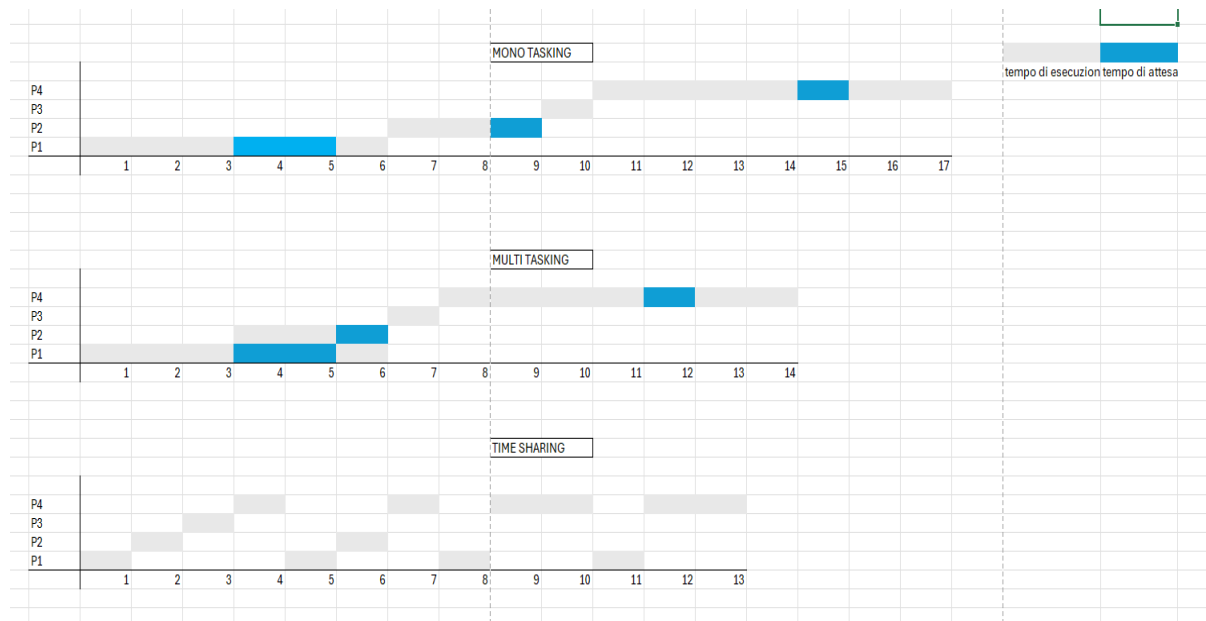 MONO TASKING
tempo di esecuzion tempo di attesa
P4
P3
P2
P1
1 2 3 4 5 6 7 8 9 10 11 12 13 14 15 16 17
MULTI TASKING
P4
P3
P2
P1
1 2 3 4 5 6 7 8 9 10 11 12 13 14
TIME SHARING
P4
P3
P2
P1
1 2 3 4 5 6 7 8 9 10 11 12 13